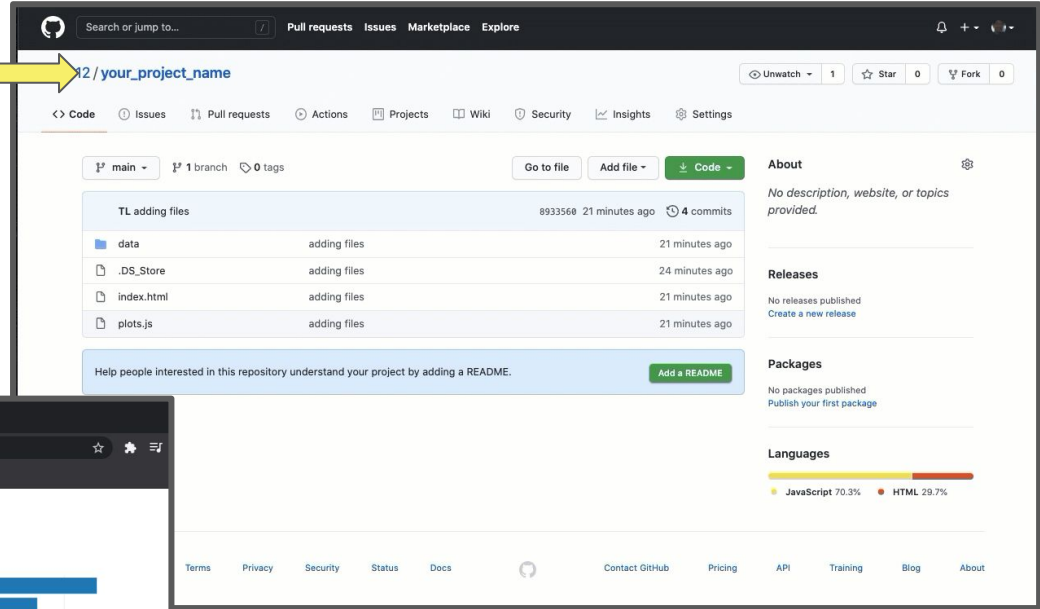 Search or jump to... / Pull requests Issues Marketplace Explore
12 / your_project_name
Unwatch 1 Star 0 Fork 0
<> Code Issues Pull requests Actions Projects Wiki Security Insights Settings
main 1 branch 0 tags Go to file Add file Code
TL adding files 8933560 21 minutes ago 4 commits
data adding files 21 minutes ago
.DS_Store adding files 24 minutes ago
index.html adding files 21 minutes ago
plots.js adding files 21 minutes ago
Help people interested in this repository understand your project by adding a README. Add a README
About
No description, website, or topics
provided.
Releases
No releases published
Create a new release
Packages
No packages published
Publish your first package
Languages
JavaScript 70.3% HTML 29.7%
Terms Privacy Security Status Docs Contact GitHub Pricing API Training Blog About